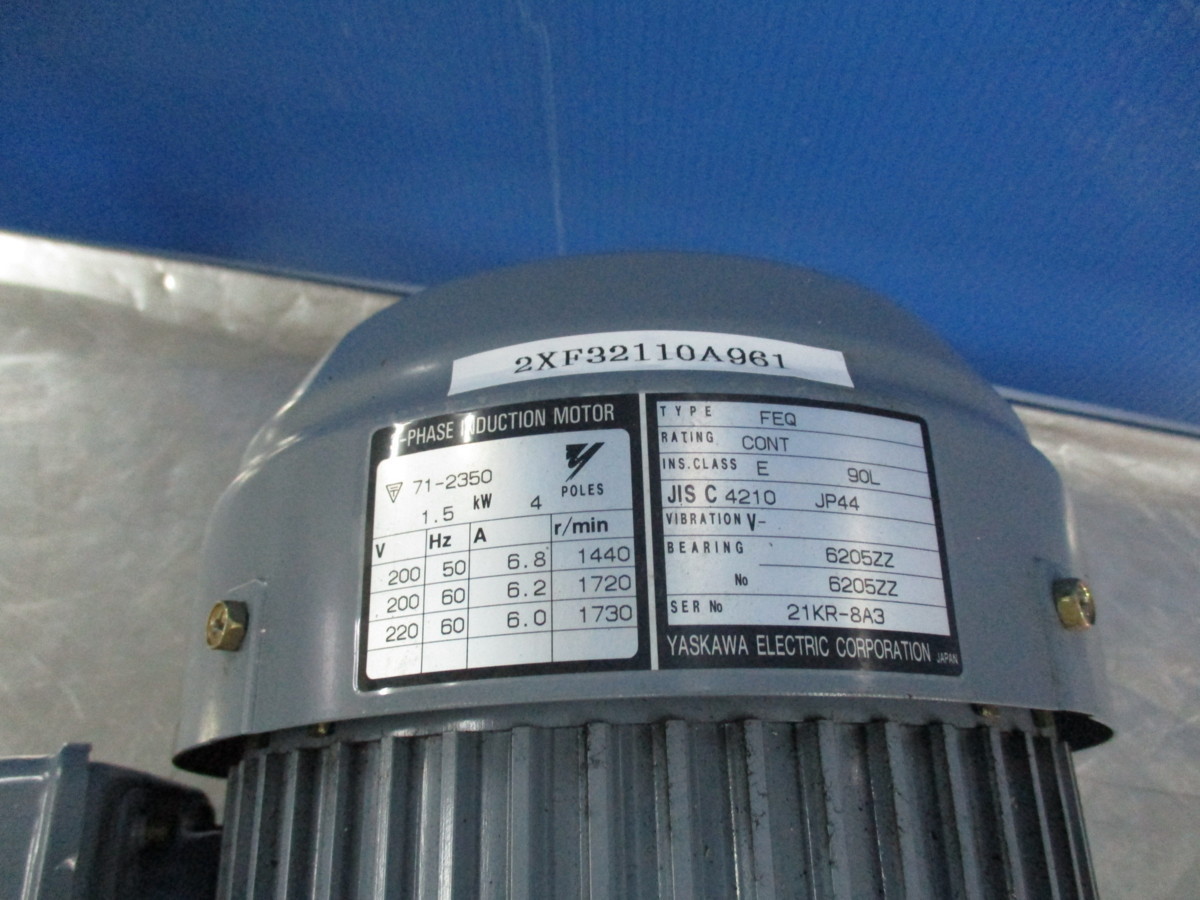 2XF32110A961
-PHASE INDUCTION MOTOR
71-2350
1.5 kW 4 POLES
V Hz A r/min
200 50 6.8 1440
200 60 6.2 1720
220 60 6.0 1730
TYPE FEQ
RATING CONT
INS.CLASS E 90L
JIS C 4210 JP44
VIBRATION V-
BEARING 6205ZZ
No 6205ZZ
SER No 21KR-8A3
YASKAWA ELECTRIC CORPORATION JAPAN